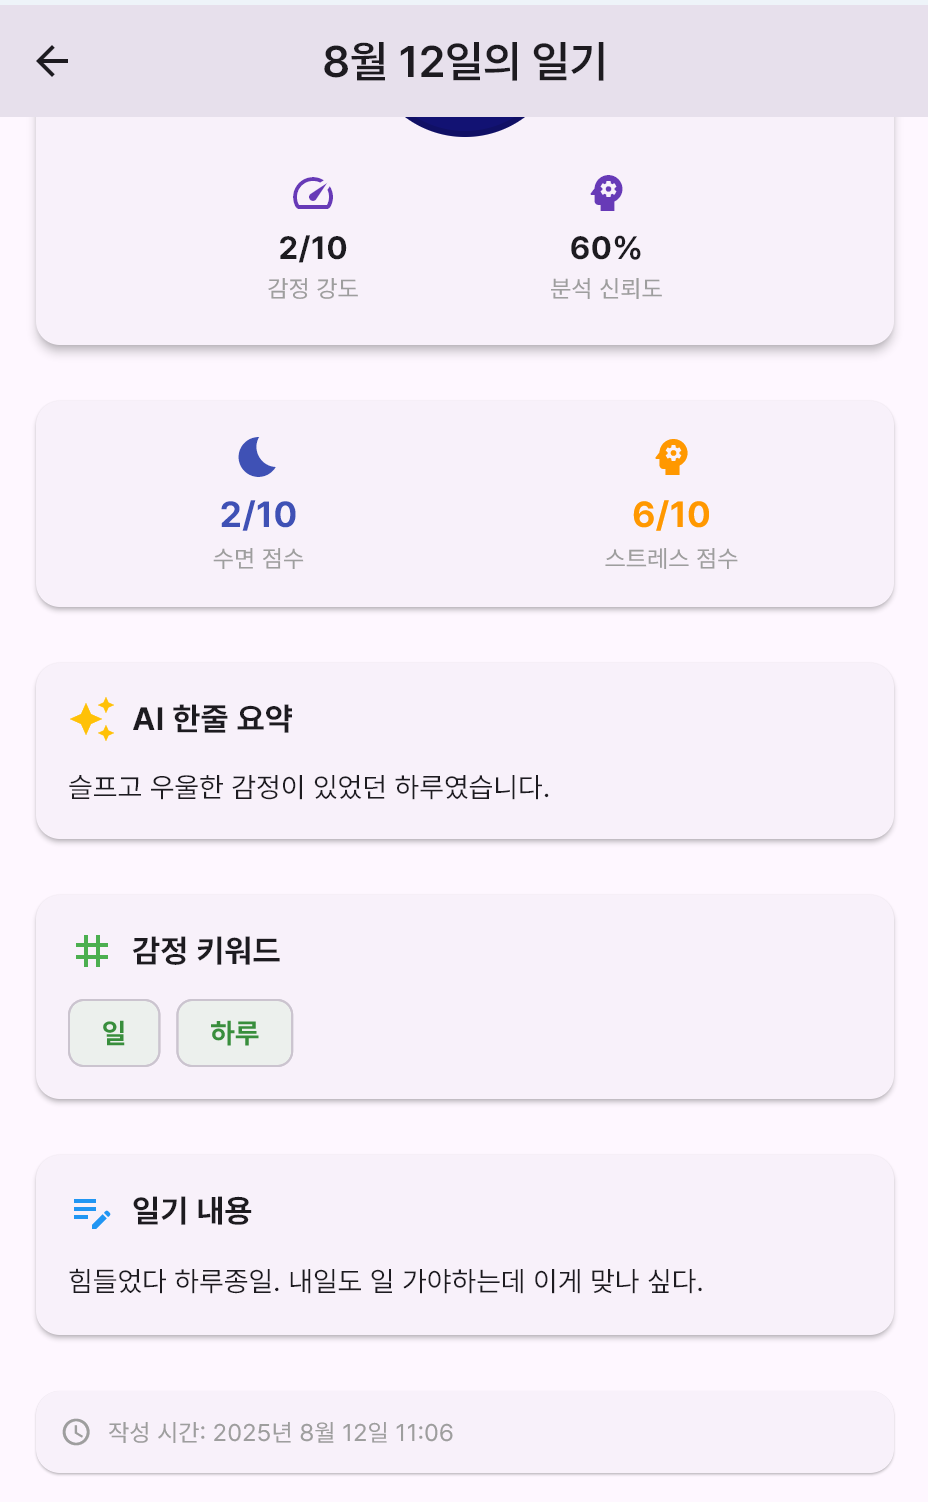 8월 12일의 일기
2/10
감정 강도
60%
분석 신뢰도
2/10
수면 점수
6/10
스트레스 점수
AI 한줄 요약
슬프고 우울한 감정이 있었던 하루였습니다.
감정 키워드
일
하루
일기 내용
힘들었다 하루종일. 내일도 일 가야하는데 이게 맞나 싶다.
작성 시간: 2025년 8월 12일 11:06